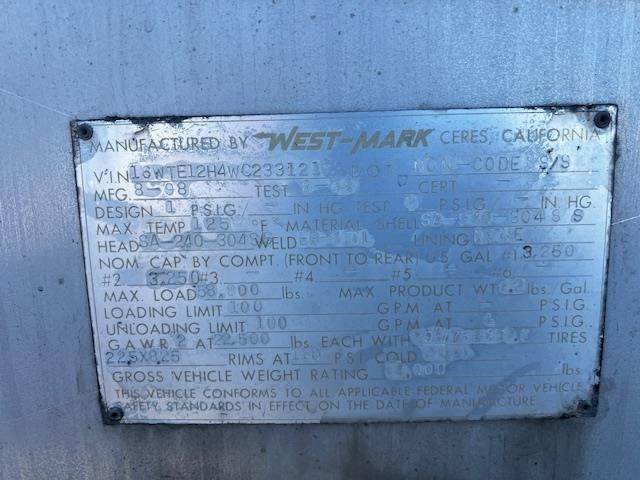 MANUFACTURED BY WEST-MARK CERES, CALIFORNIA
V.I.N. D.O.T. NON-CODE S/S
MFG. 8-98 TEST CERT
DESIGN 1 P.S.I.G./ - IN HG TEST P.S.I.G./ IN HG.
MAX. TEMP 125 °F MATERIAL SHELL
HEAD SA-240-304S WELD LINING
NOM. CAP. BY COMPT. (FRONT TO REAR) U.S. GAL #1 3,250
#2 3,250 #3 - #4 - #5 - #6
MAX. LOAD lbs. MAX PRODUCT WT. lbs./Gal.
LOADING LIMIT 100 G.P.M. AT P.S.I.G.
UNLOADING LIMIT 100 G.P.M. AT P.S.I.G.
G.A.W.R. 2 AT 22,500 lbs. EACH WITH TIRES
225X825 RIMS AT P.S.I. COLD
GROSS VEHICLE WEIGHT RATING lbs
THIS VEHICLE CONFORMS TO ALL APPLICABLE FEDERAL MOTOR VEHICLE
SAFETY STANDARDS IN EFFECT ON THE DATE OF MANUFACTURE